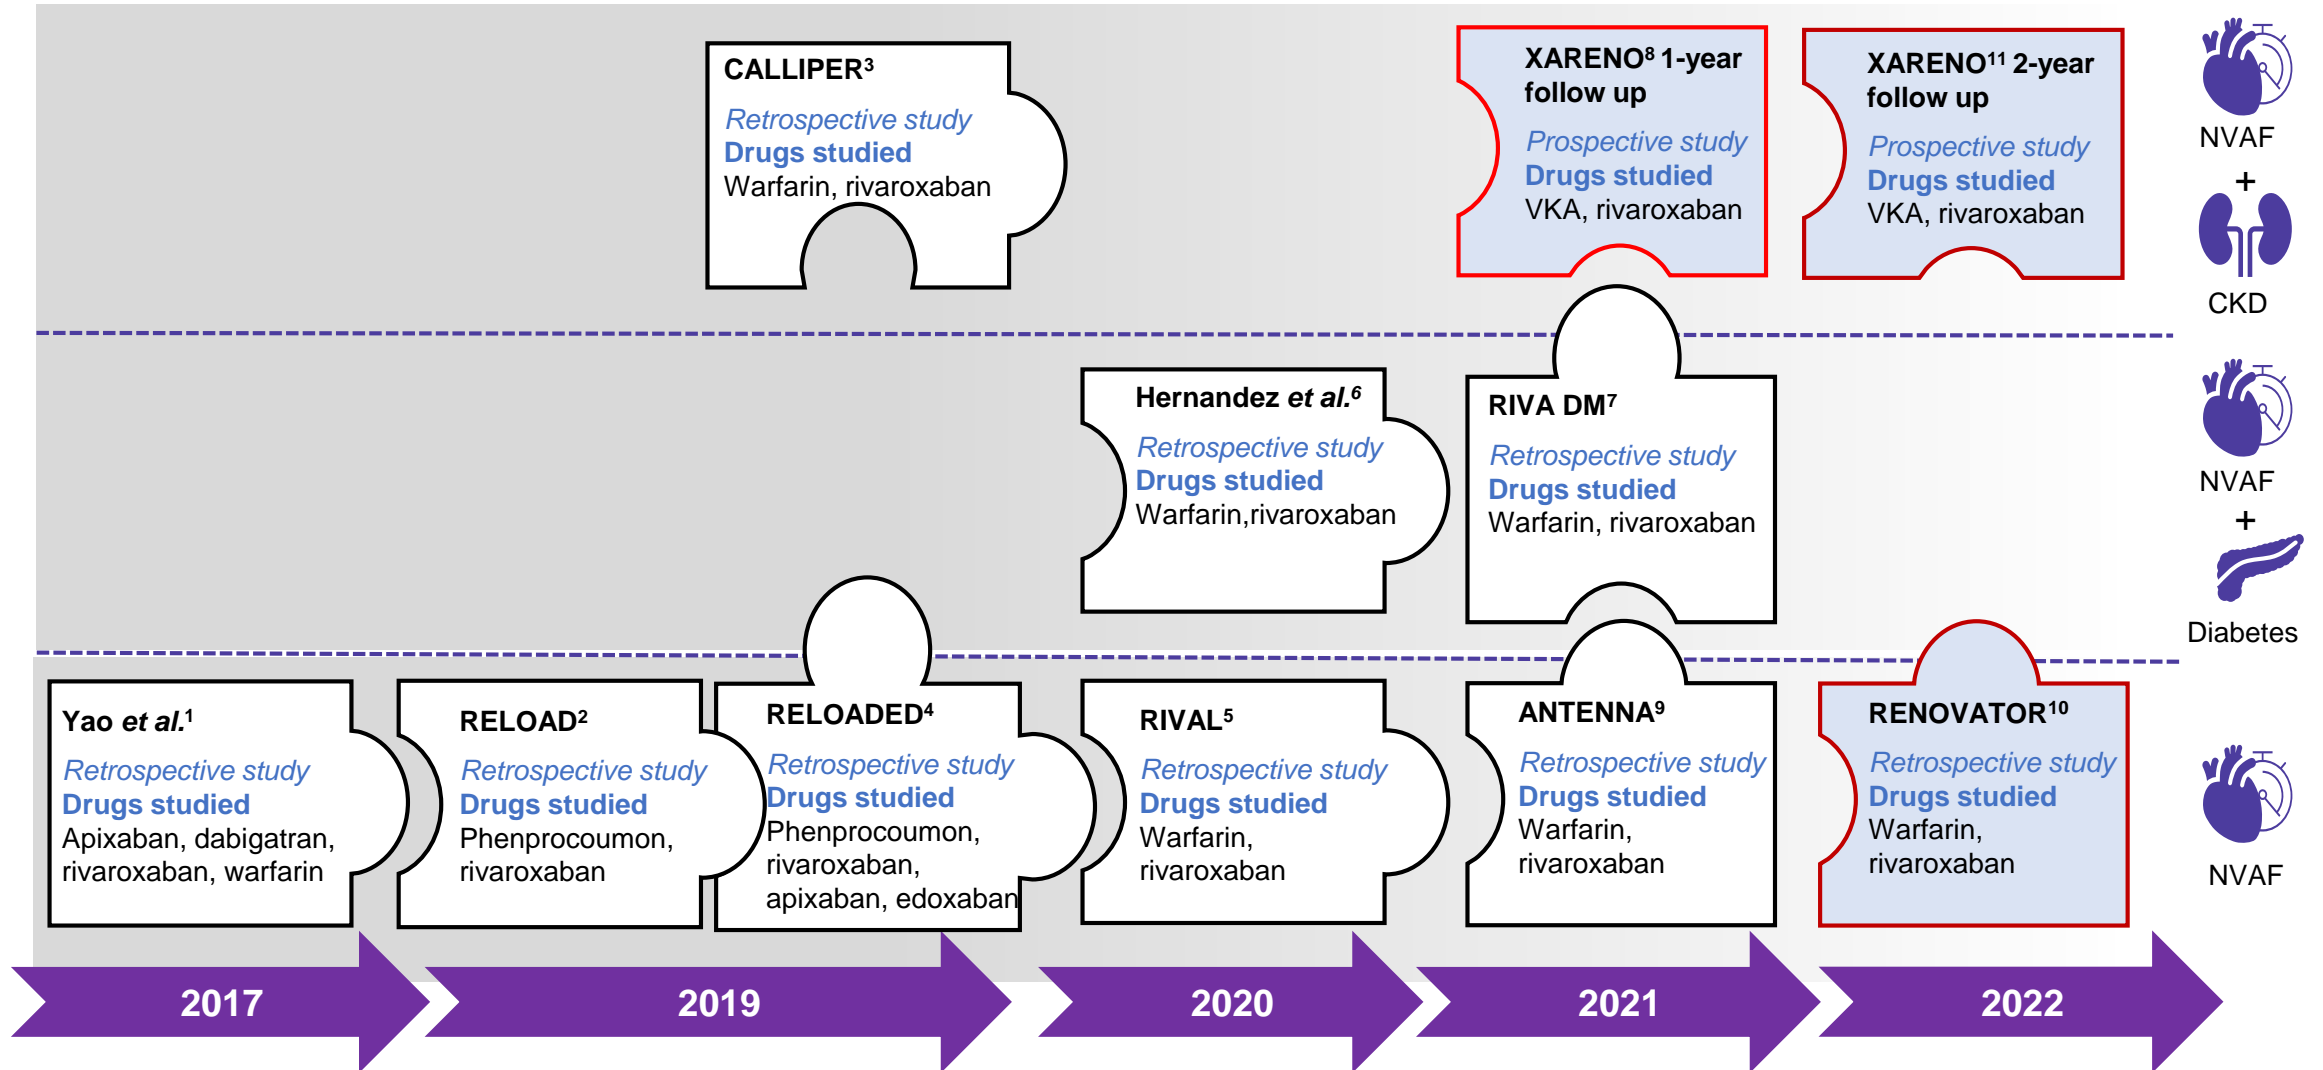 CALLIPER³
Retrospective study
Drugs studied
Warfarin, rivaroxaban
XARENO⁸ 1-year
follow up
Prospective study
Drugs studied
VKA, rivaroxaban
XARENO¹¹ 2-year
follow up
Prospective study
Drugs studied
VKA, rivaroxaban
NVAF
+
CKD
Hernandez et al.⁶
Retrospective study
Drugs studied
Warfarin,rivaroxaban
RIVA DM⁷
Retrospective study
Drugs studied
Warfarin, rivaroxaban
NVAF
+
Diabetes
Yao et al.¹
Retrospective study
Drugs studied
Apixaban, dabigatran,
rivaroxaban, warfarin
RELOAD²
Retrospective study
Drugs studied
Phenprocoumon,
rivaroxaban
RELOADED⁴
Retrospective study
Drugs studied
Phenprocoumon,
rivaroxaban,
apixaban, edoxaban
RIVAL⁵
Retrospective study
Drugs studied
Warfarin,
rivaroxaban
ANTENNA⁹
Retrospective study
Drugs studied
Warfarin,
rivaroxaban
RENOVATOR¹⁰
Retrospective study
Drugs studied
Warfarin,
rivaroxaban
NVAF
2017
2019
2020
2021
2022